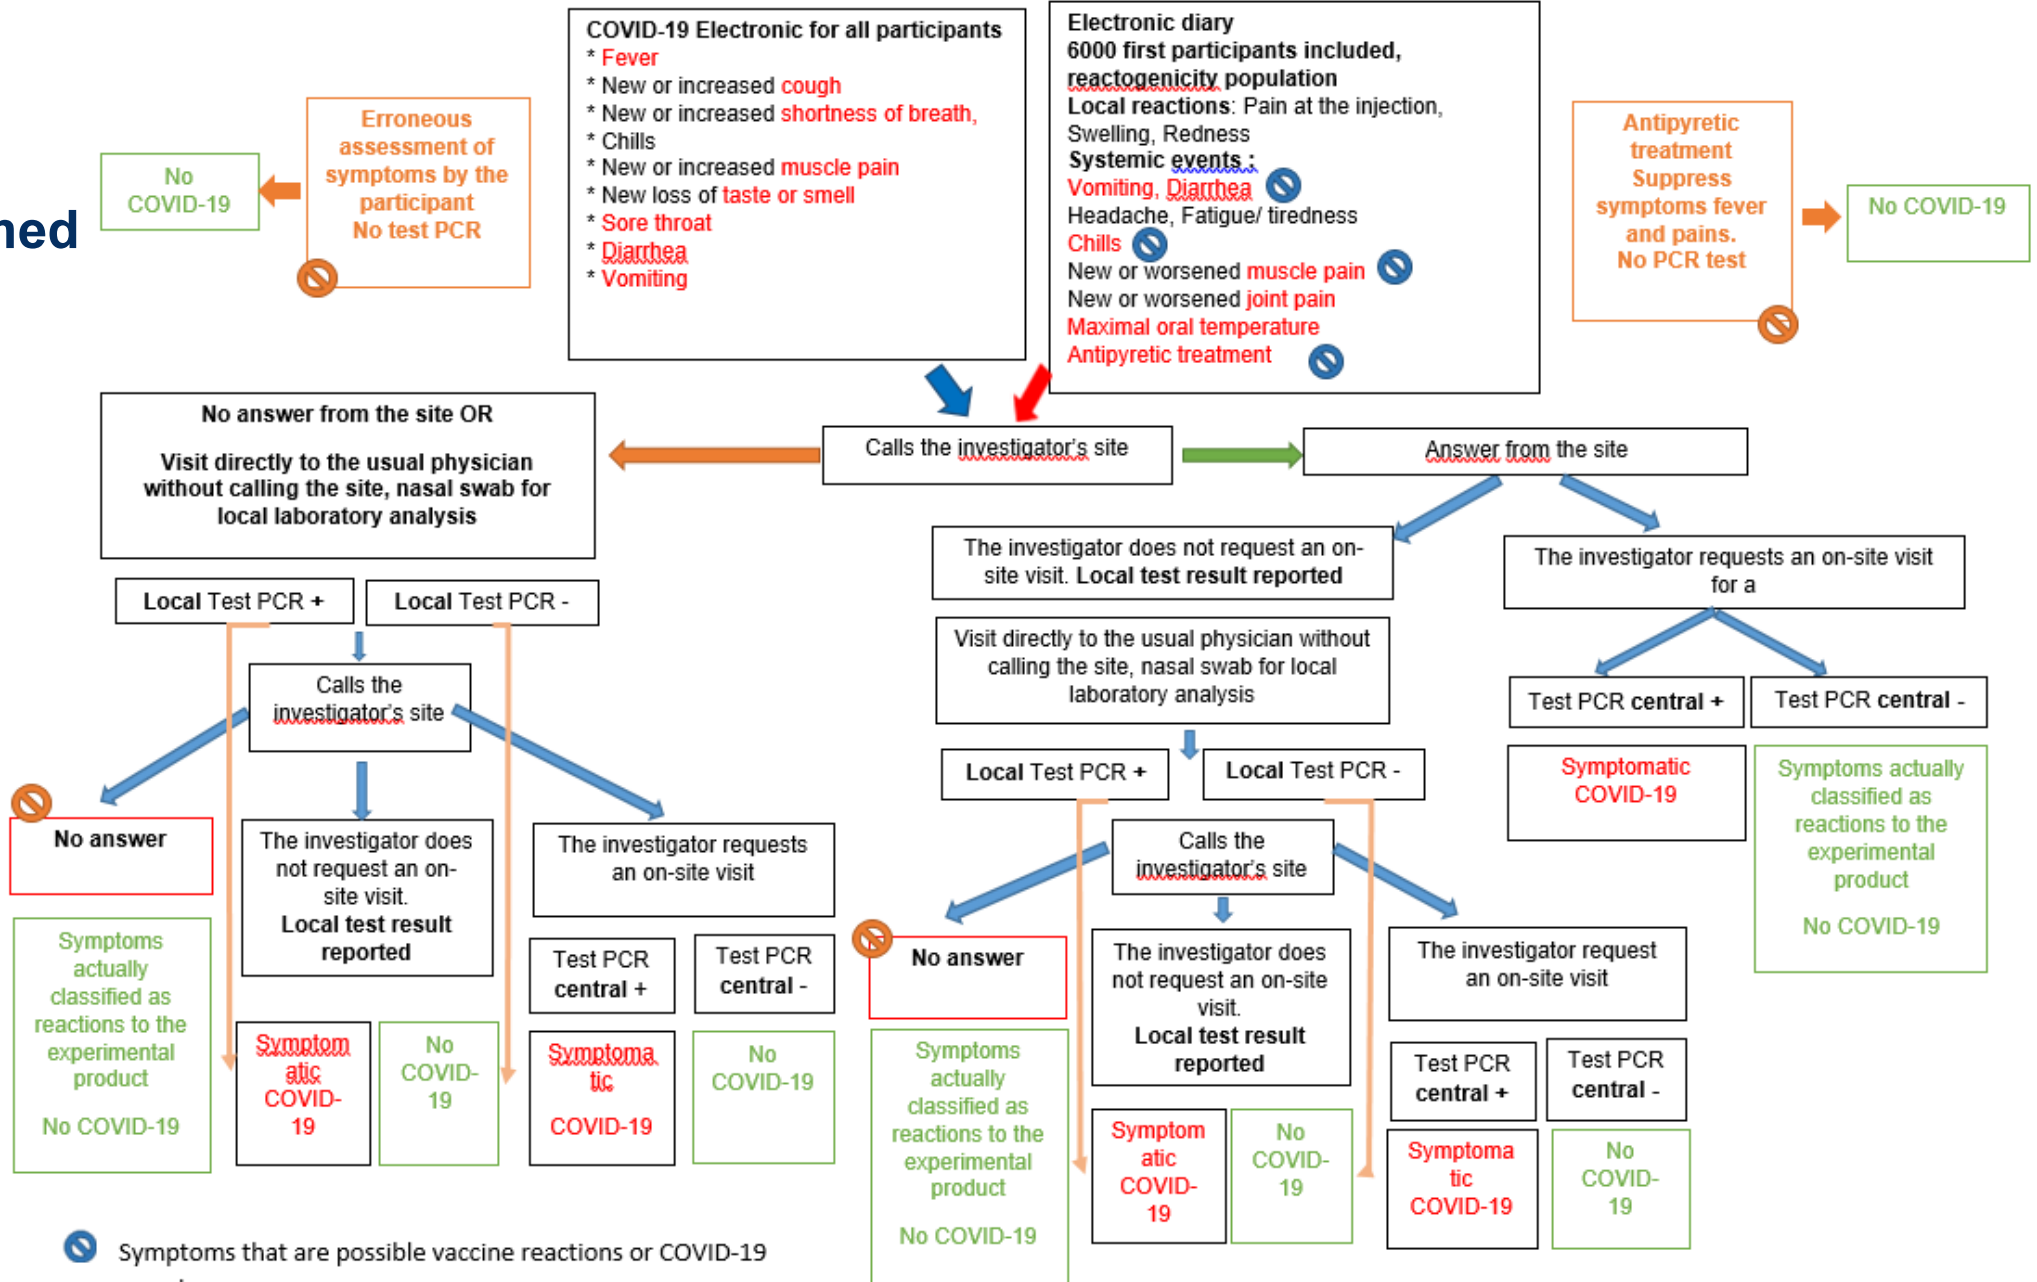 COVID-19 Electronic for all participants
* Fever
* New or increased cough
* New or increased shortness of breath,
* Chills
* New or increased muscle pain
* New loss of taste or smell
* Sore throat
* Diarrhea
* Vomiting
Electronic diary
6000 first participants included,
reactogenicity population
Local reactions: Pain at the injection,
Swelling, Redness
Systemic events :
Vomiting, Diarrhea
Headache, Fatigue/ tiredness
Chills
New or worsened muscle pain
New or worsened joint pain
Maximal oral temperature
Antipyretic treatment
Erroneous
assessment of
symptoms by the
participant
No test PCR
No
COVID-19
Antipyretic
treatment
Suppress
symptoms fever
and pains.
No PCR test
No COVID-19
No answer from the site OR
Visit directly to the usual physician
without calling the site, nasal swab for
local laboratory analysis
Calls the investigator's site
Answer from the site
The investigator does not request an on-
site visit. Local test result reported
The investigator requests an on-site visit
for a
Local Test PCR +
Local Test PCR -
Calls the
investigator's site
Visit directly to the usual physician without
calling the site, nasal swab for local
laboratory analysis
Test PCR central +
Test PCR central -
Symptomatic
COVID-19
Symptoms actually
classified as
reactions to the
experimental
product
No COVID-19
Local Test PCR +
Local Test PCR -
Calls the
investigator's site
No answer
The investigator does
not request an on-
site visit.
Local test result
reported
The investigator requests
an on-site visit
Symptoms
actually
classified as
reactions to the
experimental
product
No COVID-19
Test PCR
central +
Test PCR
central -
Symptom
atic
COVID-
19
No
COVID-
19
Symptoma
tic
COVID-19
No
COVID-19
No answer
The investigator does
not request an on-site
visit.
Local test result
reported
The investigator request
an on-site visit
Symptoms
actually
classified as
reactions to the
experimental
product
No COVID-19
Test PCR
central +
Test PCR
central -
Symptom
atic
COVID-
19
No
COVID-
19
Symptoma
tic
COVID-19
No
COVID-
19
Symptoms that are possible vaccine reactions or COVID-19